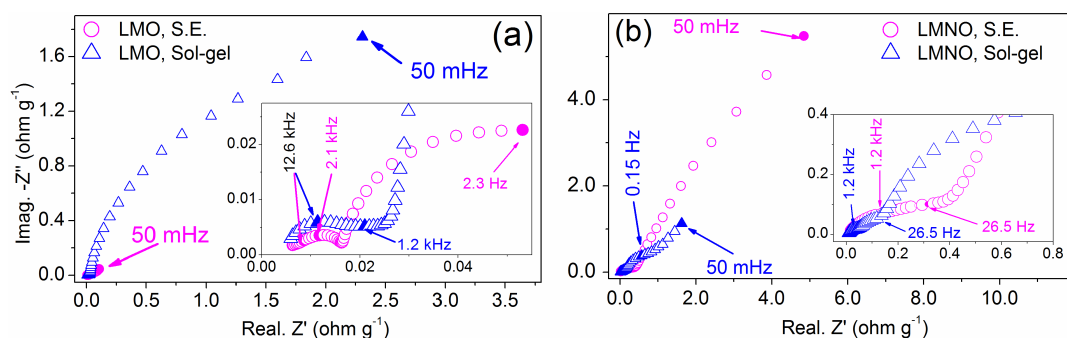 (a)
LMO, S.E.
LMO, Sol-gel
1.8
1.2
0.6
0.0
Imag. -Z" (ohm g⁻¹)
50 mHz
50 mHz
0.02
0.01
0.00
12.6 kHz
2.1 kHz
2.3 Hz
1.2 kHz
0.00 0.02 0.04
0.0 0.5 1.0 1.5 2.0 2.5 3.0 3.5
Real. Z' (ohm g⁻¹)
(b)
50 mHz
LMNO, S.E.
LMNO, Sol-gel
5.0
4.0
3.0
2.0
1.0
0.0
0.15 Hz
50 mHz
0.4
0.2
0.0
1.2 kHz
1.2 kHz
26.5 Hz
26.5 Hz
0.0 0.2 0.4 0.6 0.8
0.0 2.0 4.0 6.0 8.0 10.0
Real. Z' (ohm g⁻¹)